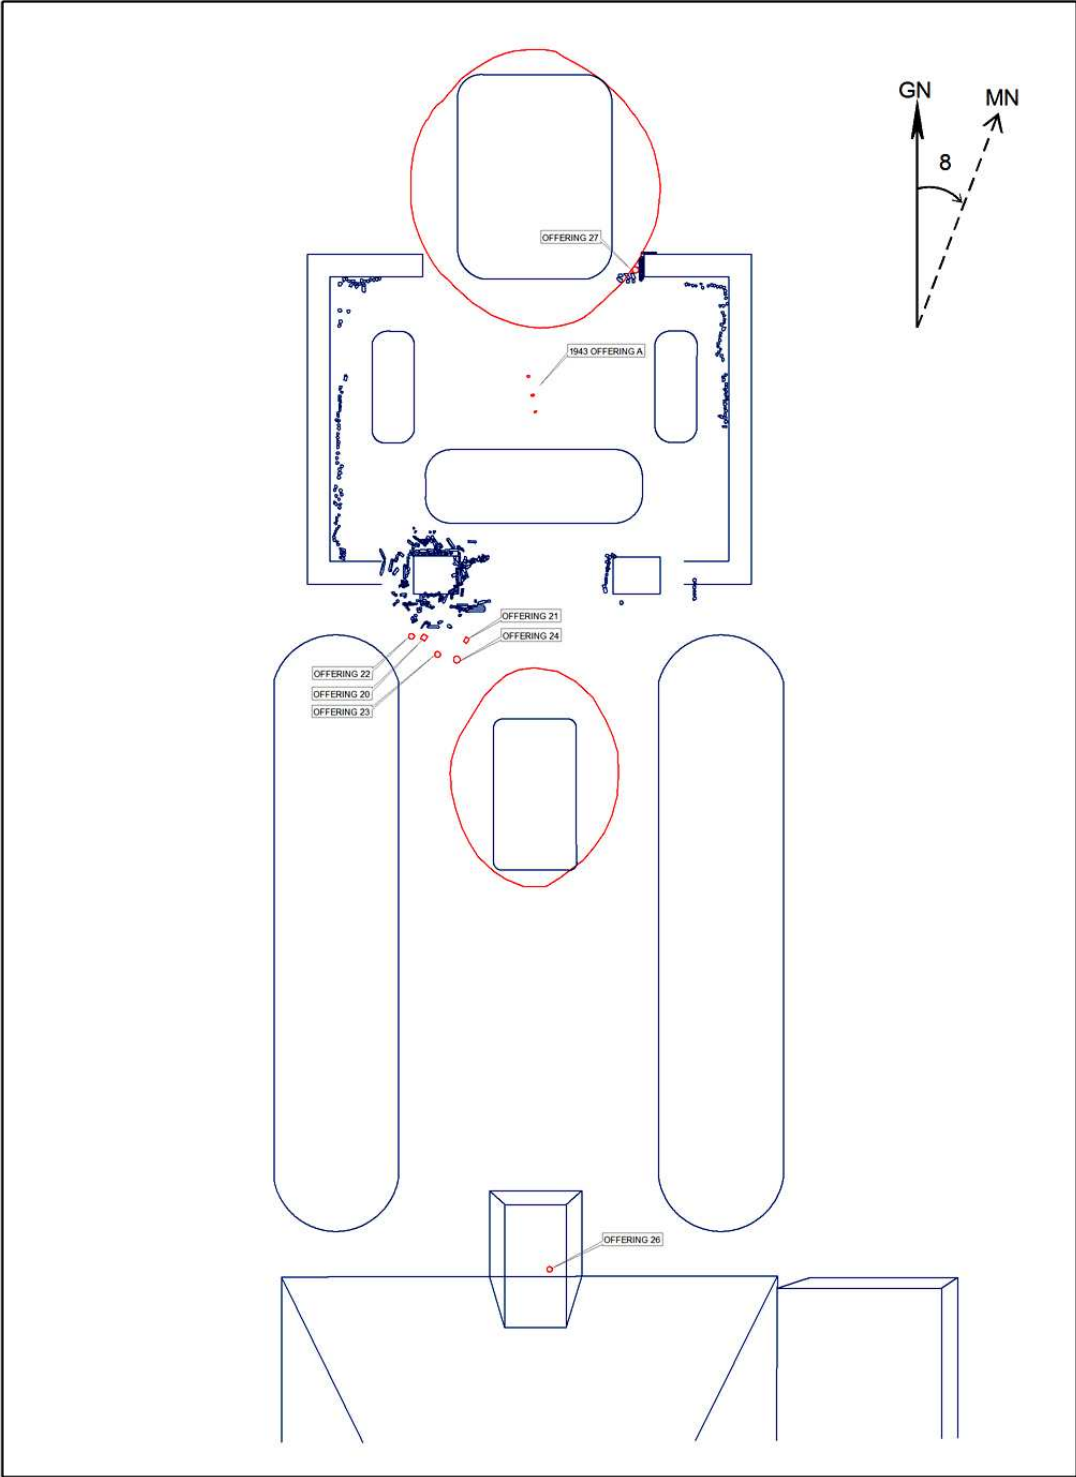 GN
MN
8
OFFERING 27
1943 OFFERING A
OFFERING 21
OFFERING 24
OFFERING 22
OFFERING 20
OFFERING 23
OFFERING 26